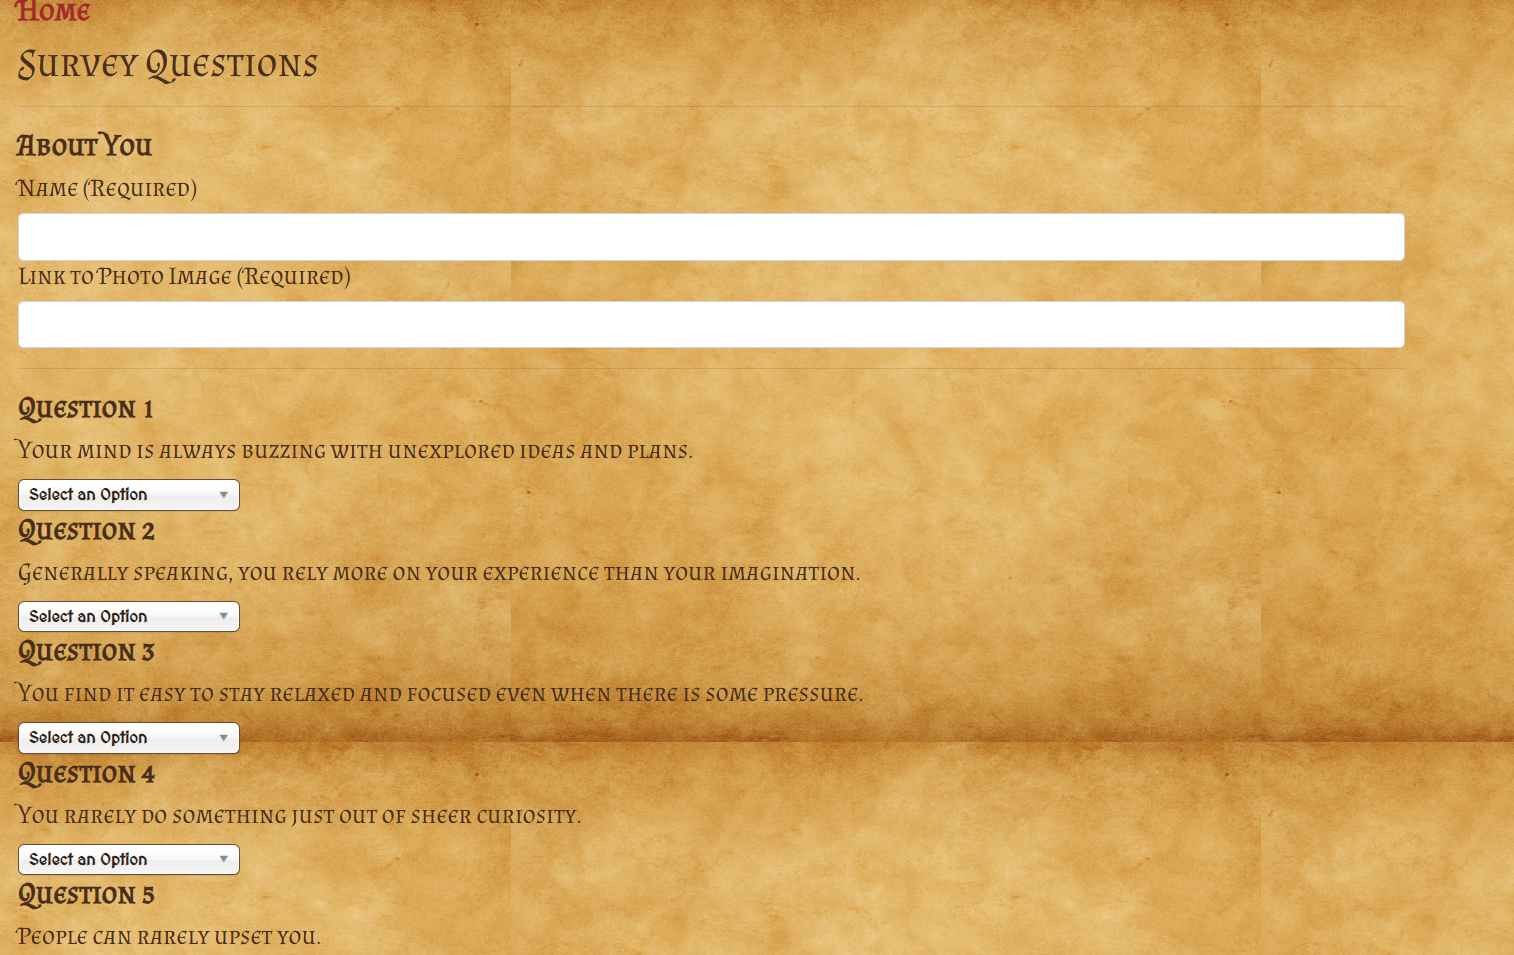 Home
Survey Questions
About You
Name (Required)
Link to Photo Image (Required)
Question 1
Your mind is always buzzing with unexplored ideas and plans.
Select an Option
Question 2
Generally speaking, you rely more on your experience than your imagination.
Select an Option
Question 3
You find it easy to stay relaxed and focused even when there is some pressure.
Select an Option
Question 4
You rarely do something just out of sheer curiosity.
Select an Option
Question 5
People can rarely upset you.